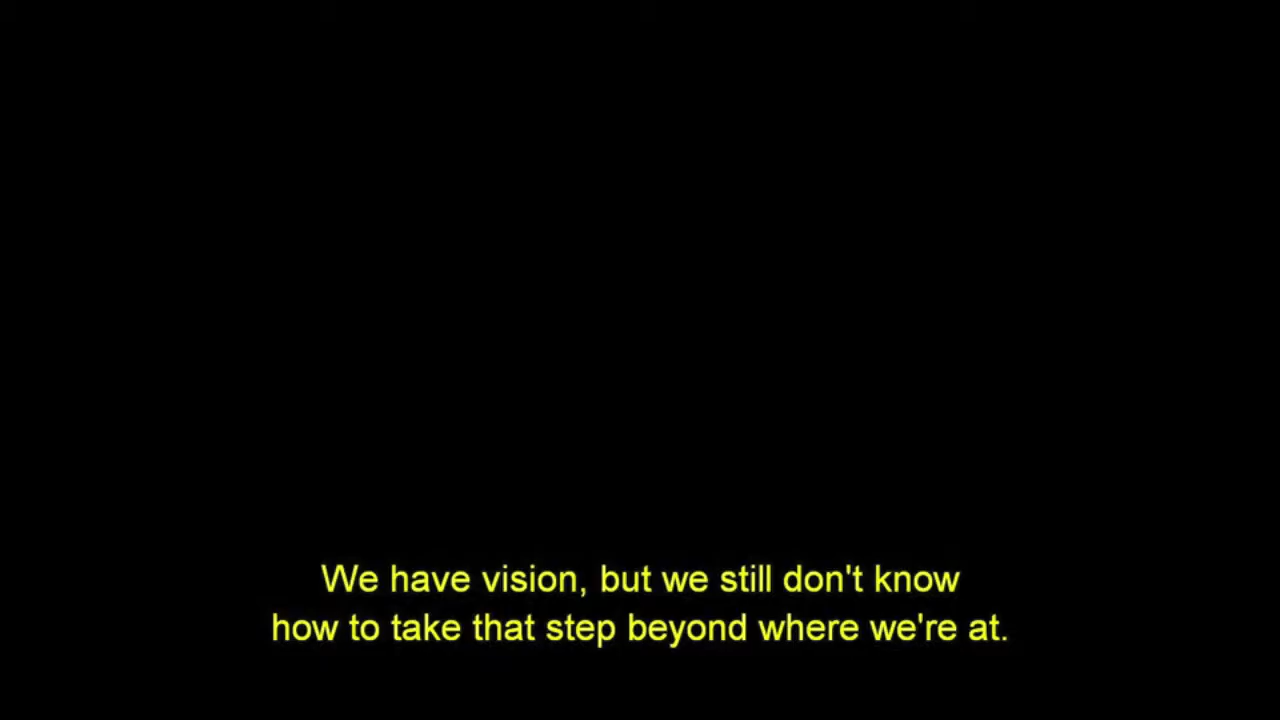 We have vision, but we still don't know
how to take that step beyond where we're at.